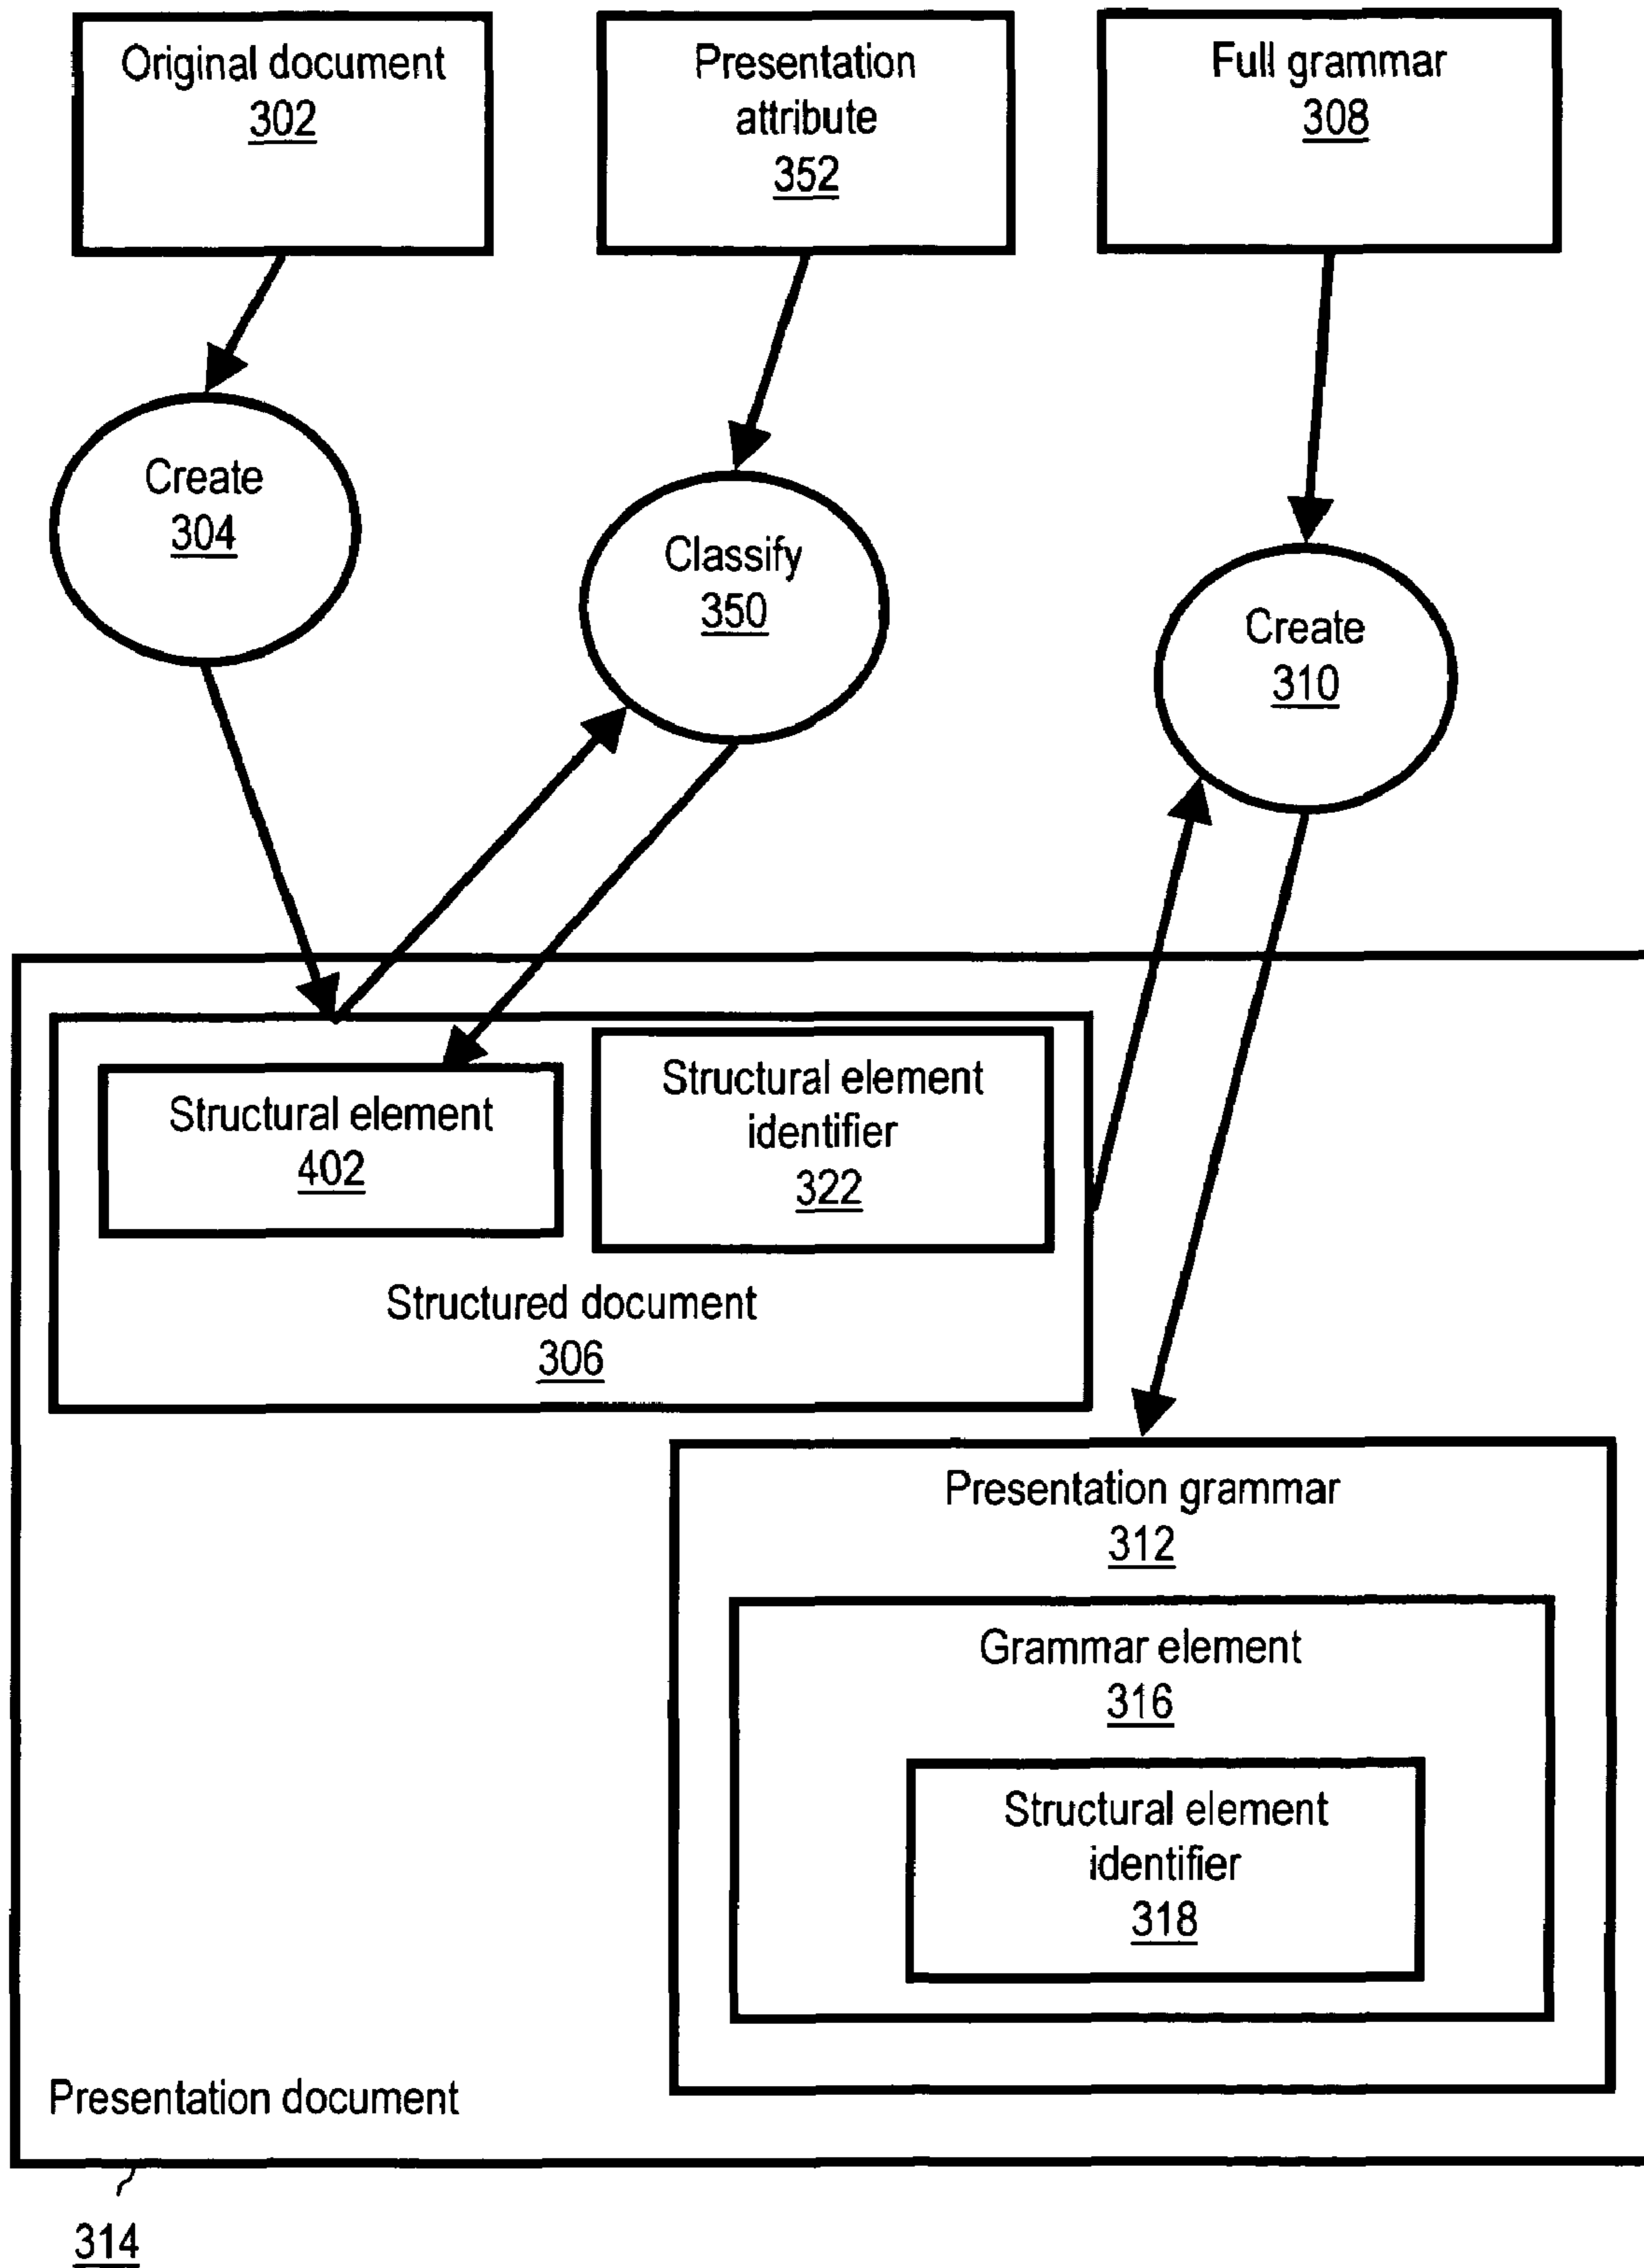 Original document
302
Presentation
attribute
352
Full grammar
308
Create
304
Classify
350
Create
310
Structural element
402
Structural element
identifier
322
Structured document
306
Presentation grammar
312
Grammar element
316
Structural element
identifier
318
Presentation document
314